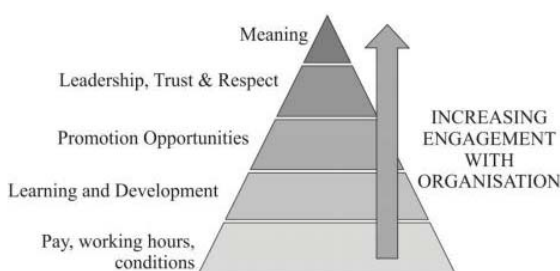 Meaning
Leadership, Trust & Respect
Promotion Opportunities
Learning and Development
Pay, working hours,
conditions
INCREASING
ENGAGEMENT
WITH
ORGANISATION